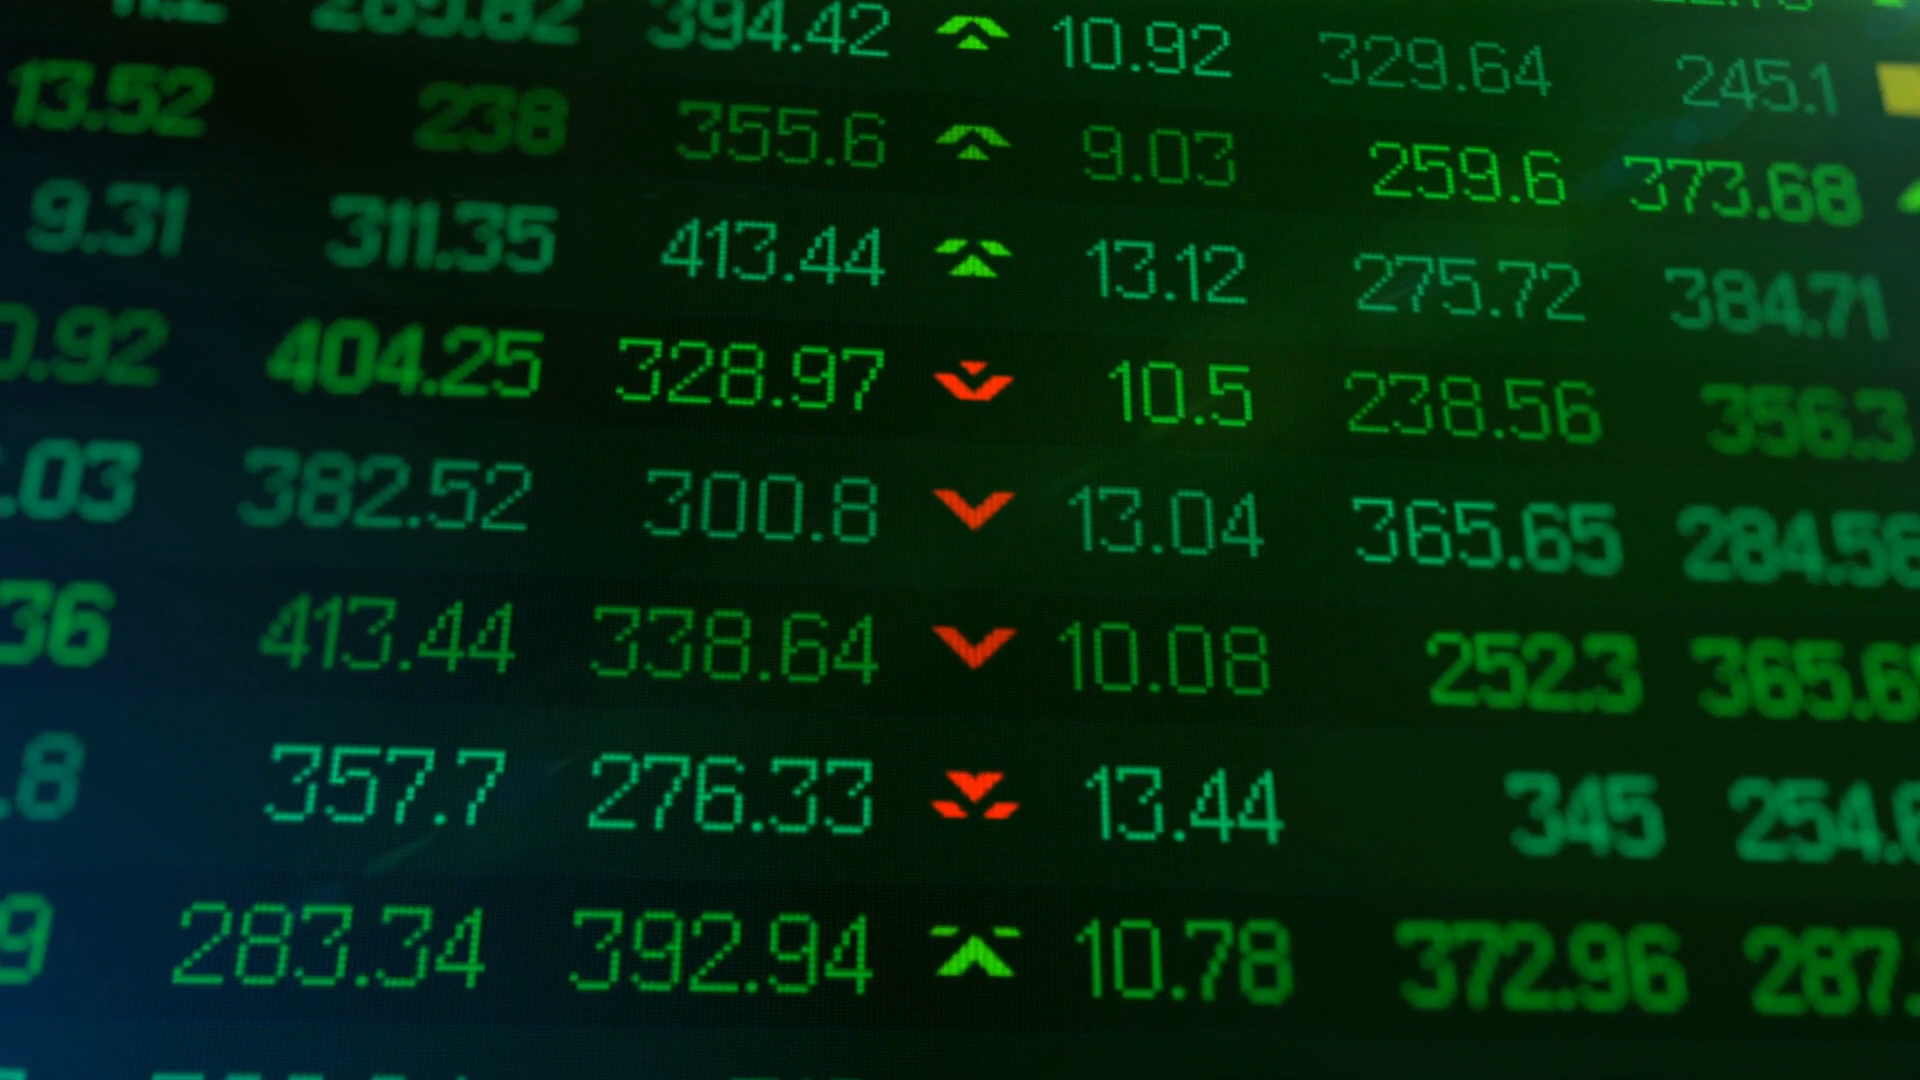 394.42 10.92 329.64 245.1
13.52 238 355.6 9.03 259.6 373.68
9.31 311.35 413.44 13.12 275.72 384.71
404.25 328.97 10.5 238.56 356.3
382.52 300.8 13.04 365.65
413.44 338.64 10.08 252.3
357.7 276.33 13.44 345
283.34 392.94 10.78 372.96